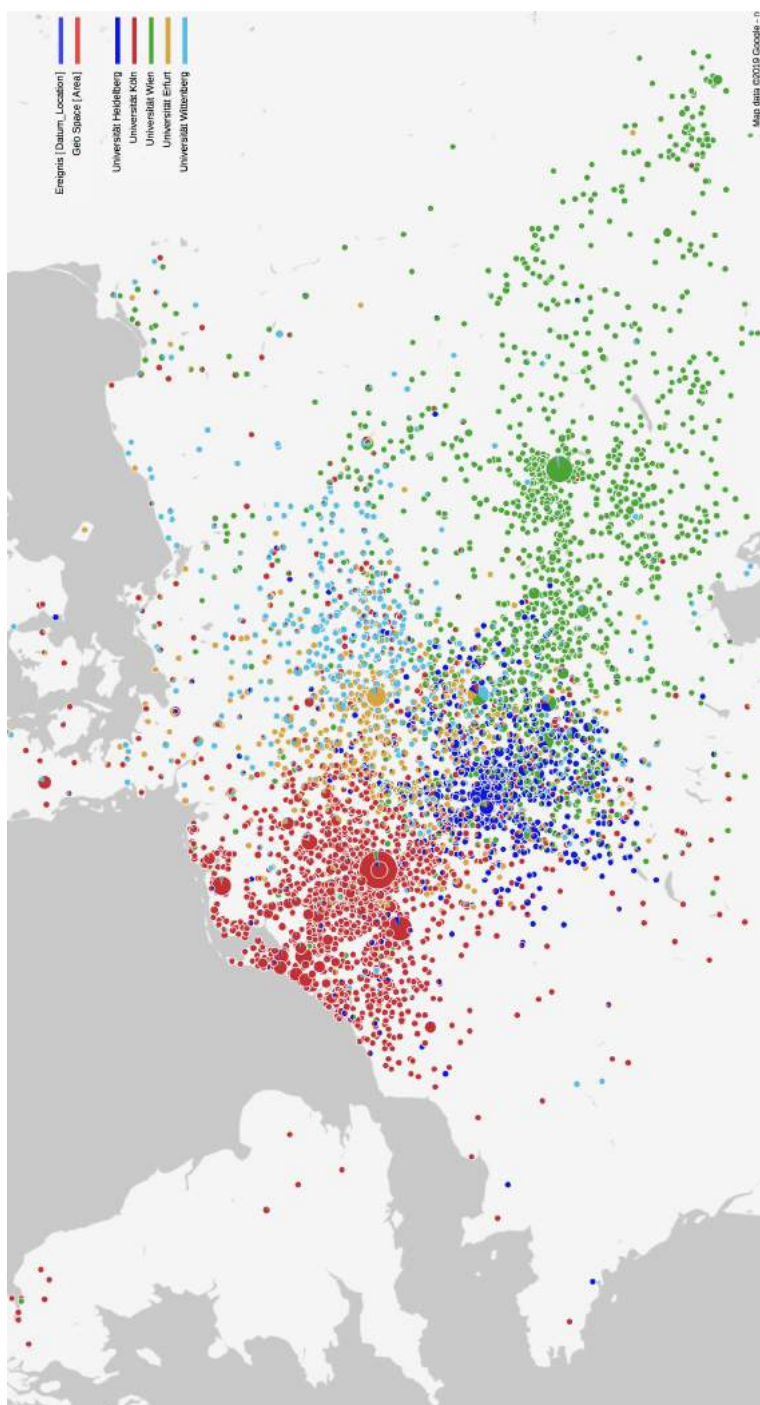 Ereignis [Datum_Location]
Geo Space [Area]
Universität Heidelberg
Universität Köln
Universität Wien
Universität Erfurt
Universität Wittenberg
Map data ©2019 Google - n